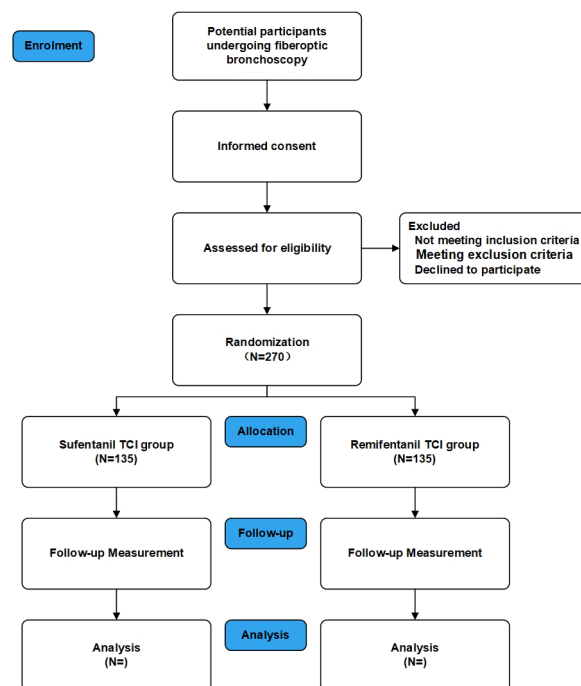 Enrolment
Potential participants
undergoing fiberoptic
bronchoscopy
Informed consent
Assessed for eligibility
Excluded
Not meeting inclusion criteria
Meeting exclusion criteria
Declined to participate
Randomization
（N=270）
Allocation
Sufentanil TCI group
(N=135)
Remifentanil TCI group
(N=135)
Follow-up
Follow-up Measurement
Follow-up Measurement
Analysis
Analysis
(N=)
Analysis
(N=)